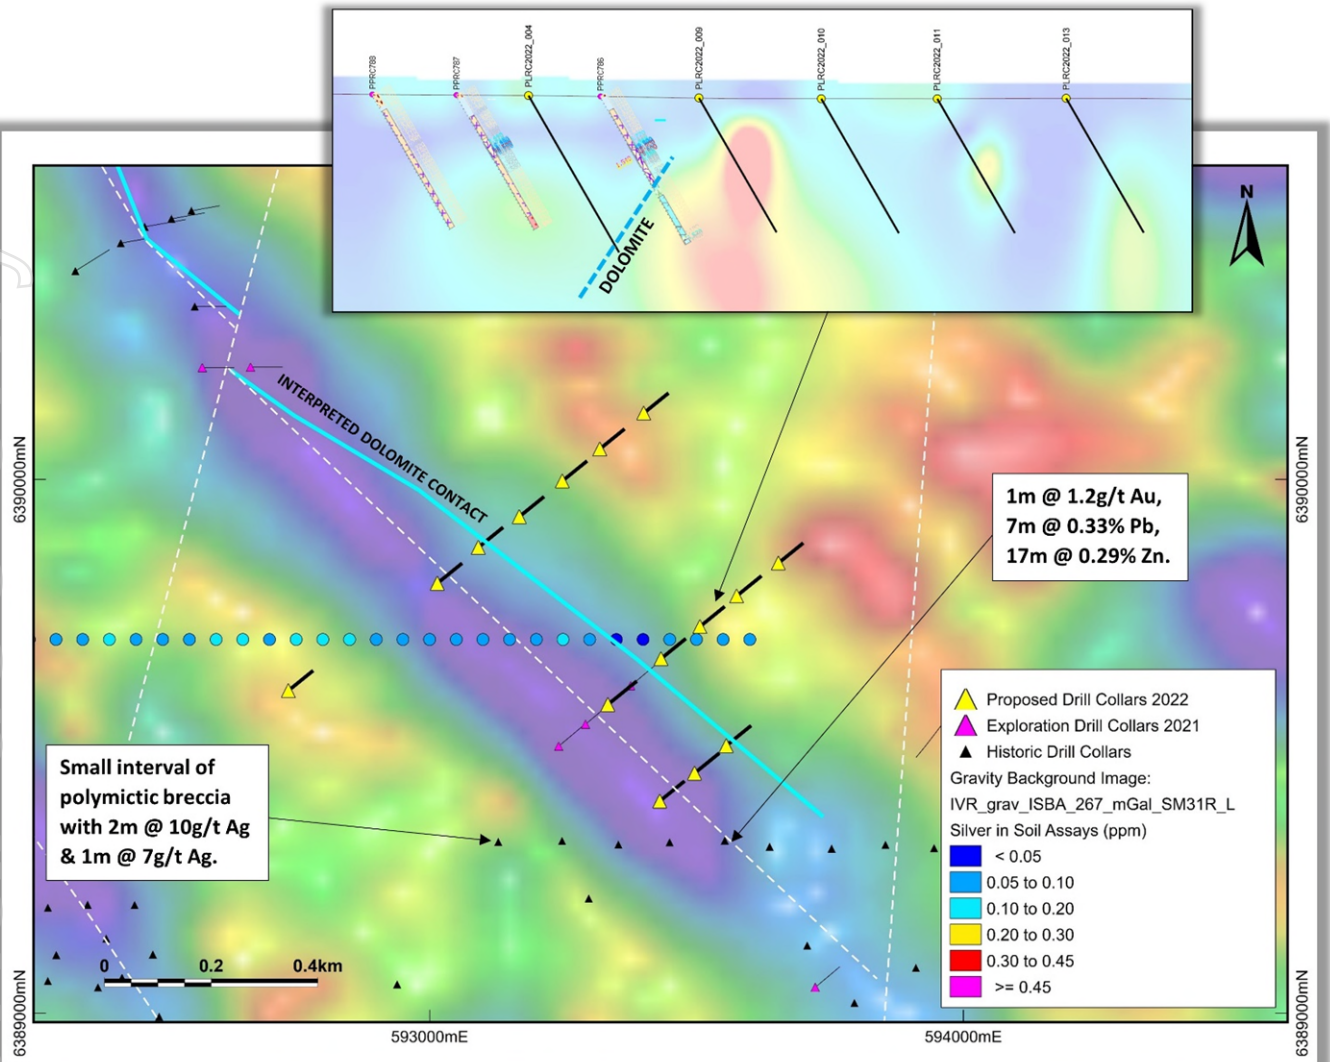 PPRC788
PPRC787
PLRC2022_004
PPRC786
PLRC2022_009
PLRC2022_010
PLRC2022_011
PLRC2022_013
DOLOMITE
N
INTERPRETED DOLOMITE CONTACT
6390000mN
6390000mN
1m @ 1.2g/t Au,
7m @ 0.33% Pb,
17m @ 0.29% Zn.
Small interval of
polymictic breccia
with 2m @ 10g/t Ag
& 1m @ 7g/t Ag.
Proposed Drill Collars 2022
Exploration Drill Collars 2021
Historic Drill Collars
Gravity Background Image:
IVR_grav_ISBA_267_mGal_SM31R_L
Silver in Soil Assays (ppm)
< 0.05
0.05 to 0.10
0.10 to 0.20
0.20 to 0.30
0.30 to 0.45
>= 0.45
0 0.2 0.4km
6389000mN
6389000mN
593000mE
594000mE